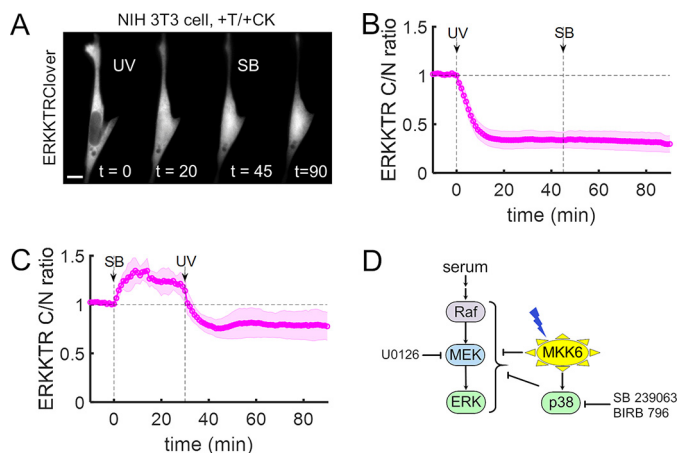 A
NIH 3T3 cell, +T/+CK
ERKKTRClover
UV
SB
t = 0
t = 20
t = 45
t=90
B
ERKKTR C/N ratio
UV
SB
1.5
1
0.5
0
0
20
40
60
80
time (min)
C
ERKKTR C/N ratio
SB
UV
1.5
1
0.5
0
0
20
40
60
80
time (min)
D
serum
Raf
U0126
MEK
MKK6
ERK
p38
SB 239063
BIRB 796